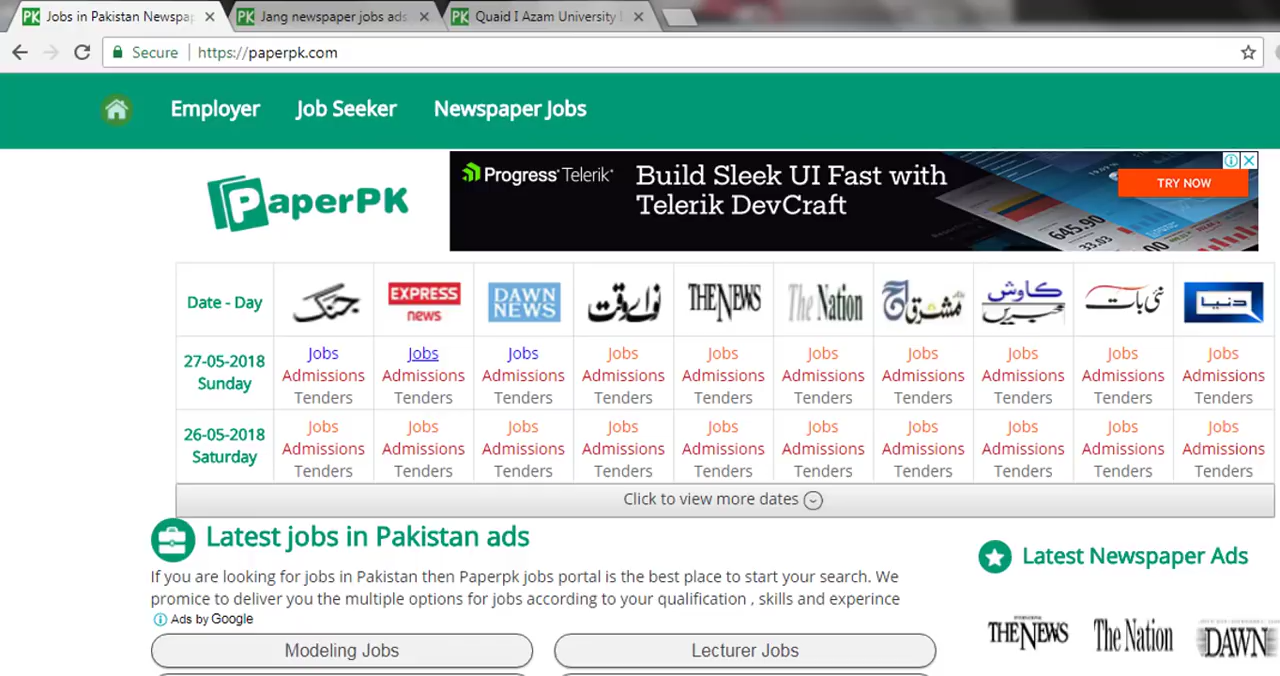 Jobs in Pakistan Newspap
Jang newspaper jobs ads
Quaid I Azam University
Secure https://paperpk.com
Employer Job Seeker Newspaper Jobs
PaperPK
Progress Telerik
Build Sleek UI Fast with
Telerik DevCraft
TRY NOW
645.90
33.03
Date - Day جنگ EXPRESS news DAWN NEWS نوائے وقت THE NEWS The Nation مشرق ڪاوش خبریں نئی بات دنیا
27-05-2018 Sunday
Jobs Jobs Jobs Jobs Jobs Jobs Jobs Jobs Jobs Jobs
Admissions Admissions Admissions Admissions Admissions Admissions Admissions Admissions Admissions Admissions
Tenders Tenders Tenders Tenders Tenders Tenders Tenders Tenders Tenders Tenders
26-05-2018 Saturday
Jobs Jobs Jobs Jobs Jobs Jobs Jobs Jobs Jobs Jobs
Admissions Admissions Admissions Admissions Admissions Admissions Admissions Admissions Admissions Admissions
Tenders Tenders Tenders Tenders Tenders Tenders Tenders Tenders Tenders Tenders
Click to view more dates
Latest jobs in Pakistan ads
If you are looking for jobs in Pakistan then Paperpk jobs portal is the best place to start your search. We
promice to deliver you the multiple options for jobs according to your qualification , skills and experince
Ads by Google
Modeling Jobs
Lecturer Jobs
Latest Newspaper Ads
THE NEWS The Nation DAWN